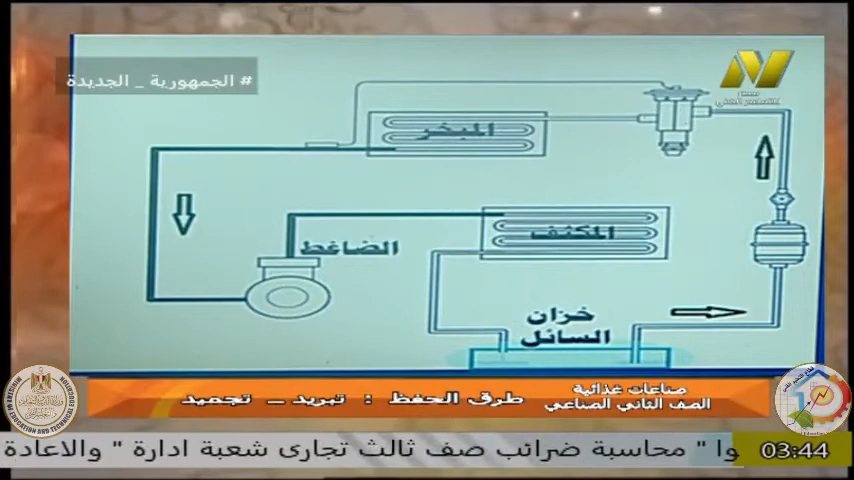 # الجمهورية _ الجديدة
المبخر
الضاغط
المكثف
خزان
السائل
صناعات غذائية
الصف الثاني الصناعي
طرق الحفظ : تبريد _ تجميد
وا " محاسبة ضرائب صف ثالث تجارى شعبة ادارة " والاعادة
03:44